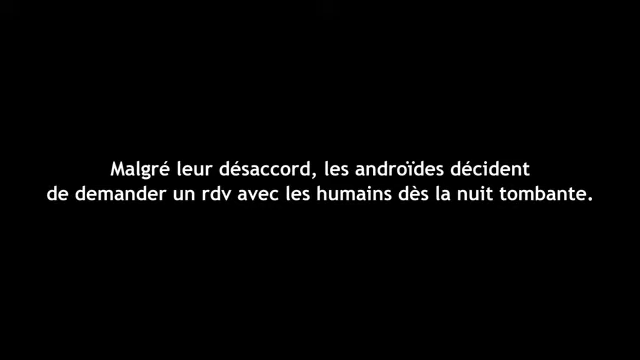 Malgré leur désaccord, les androïdes décident
de demander un rdv avec les humains dès la nuit tombante.